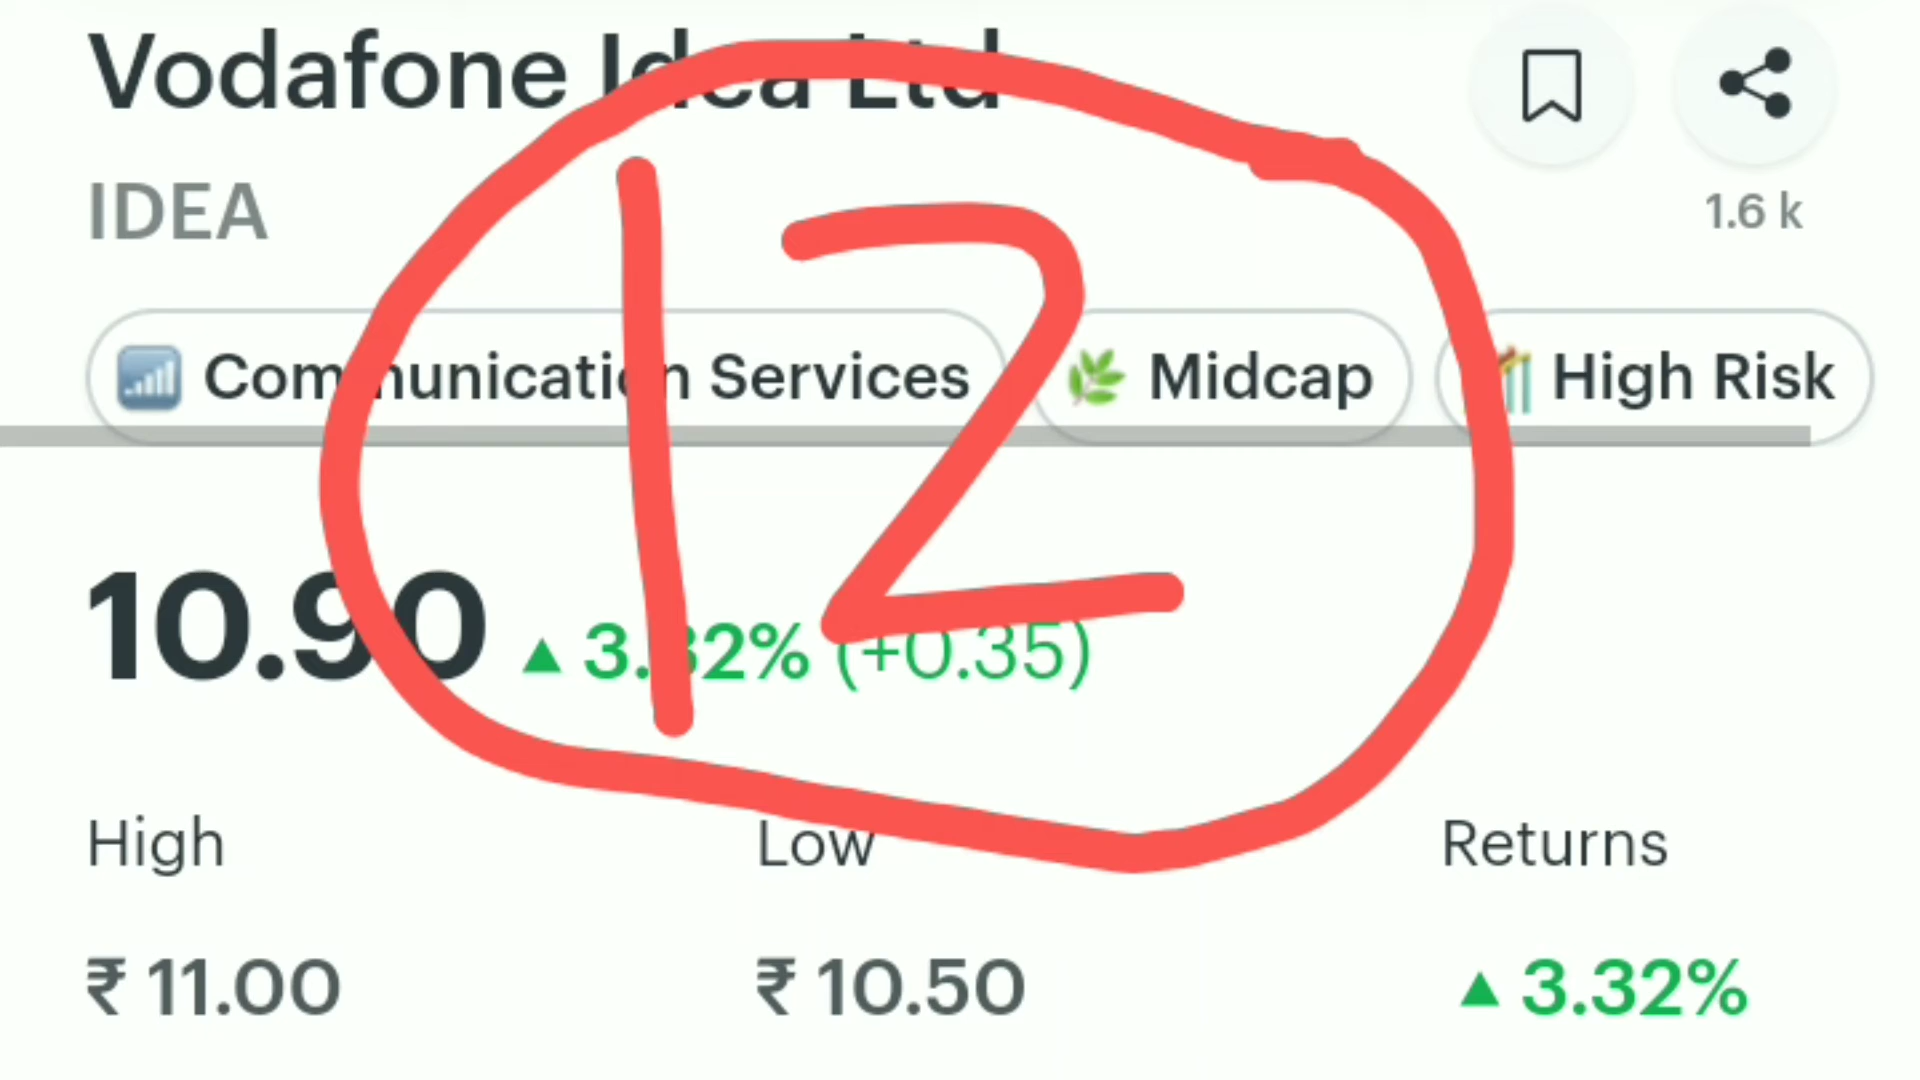 Vodafone Idea Ltd
IDEA
1.6 k
12
Communication Services
Midcap
High Risk
10.90 ▲ 3.32% (+0.35)
High
Low
Returns
₹ 11.00
₹ 10.50
▲ 3.32%